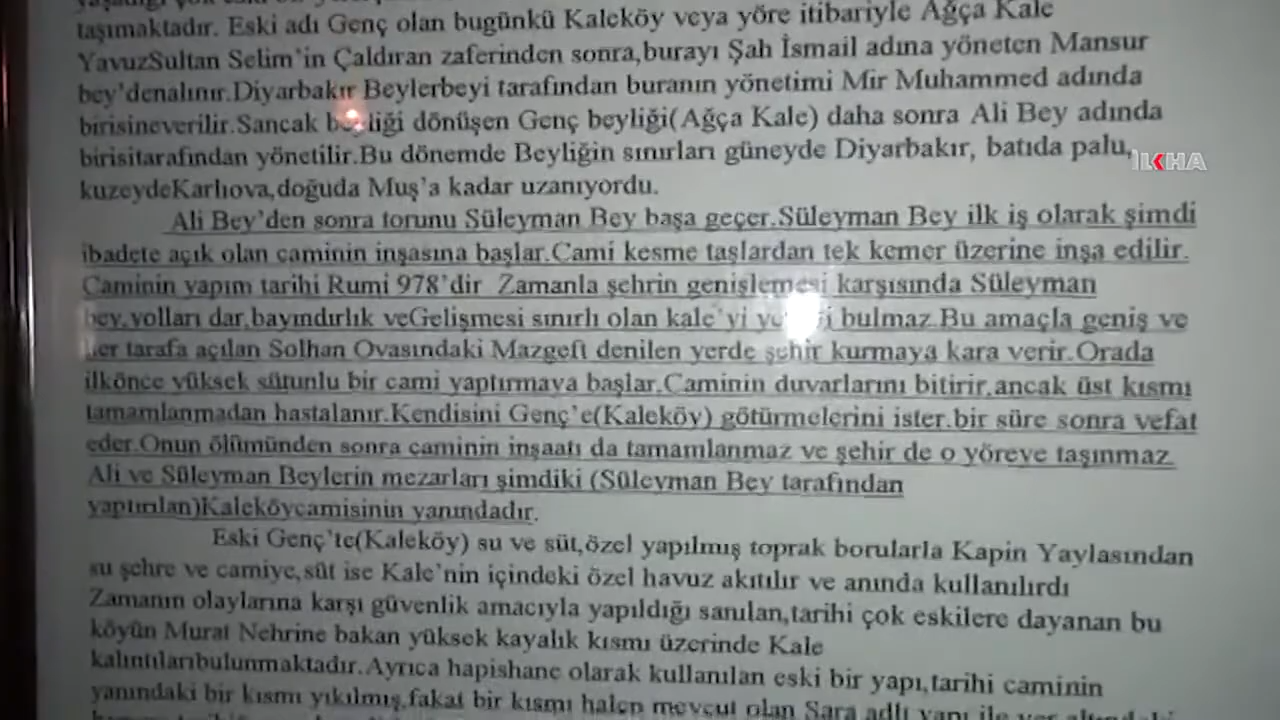 taşımaktadır. Eski adı Genç olan bugünkü Kaleköy veya yöre itibariyle Ağça Kale
YavuzSultan Selim'in Çaldıran zaferinden sonra,burayı Şah İsmail adına yöneten Mansur
bey'denalınır.Diyarbakır Beylerbeyi tarafından buranın yönetimi Mir Muhammed adında
birisineverilir.Sancak dönüşen Genç beyliği(Ağça Kale) daha sonra Ali Bey adında
birisitarafından yönetilir.Bu dönemde Beyliğin sınırları güneyde Diyarbakır, batıda palu,
İLKHA
kuzeydeKarlıova,doğuda Muş'a kadar uzanıyordu.
Ali Bey'den sonra torunu Süleyman Bey başa geçer.Süleyman Bey ilk iş olarak şimdi
ibadete açık olan caminin inşasına başlar.Cami kesme taşlardan tek kemer üzerine inşa edilir.
Caminin yapım tarihi Rumi 978'dir Zamanla şehrin genişlemesi karşısında Süleyman
bey,yolları dar,bayındırlık veGelişmesi sınırlı olan kale'yi bulmaz.Bu amaçla geniş ve
her tarafa açılan Solhan Ovasındaki Mazgeft denilen yerde şehir kurmaya kara verir.Orada
ilkönce yüksek sütunlu bir cami yaptırmaya başlar.Caminin duvarlarını bitirir,ancak üst kısmı
tamamlanmadan hastalanır.Kendisini Genç'e(Kaleköy) götürmelerini ister.bir süre sonra vefat
eder.Onun ölümünden sonra caminin inşaatı da tamamlanmaz ve şehir de o yöreye taşınmaz.
Ali ve Süleyman Beylerin mezarları şimdiki (Süleyman Bey tarafından
yaptırılan)Kaleköycamisinin yanındadır.
Eski Genç'te(Kaleköy) su ve süt,özel yapılmış toprak borularla Kapin Yaylasından
su şehre ve camiye,süt ise Kale'nin içindeki özel havuz akıtılır ve anında kullanılırdı
Zamanın olaylarına karşı güvenlik amacıyla yapıldığı sanılan,tarihi çok eskilere dayanan bu
köyün Murat Nehrine bakan yüksek kayalık kısmı üzerinde Kale
kalıntılarıbulunmaktadır.Ayrıca hapishane olarak kullanılan eski bir yapı,tarihi caminin
yanındaki bir kısmı yıkılmış,fakat bir kısmı halen mevcut olan Sara adlı yapı ile